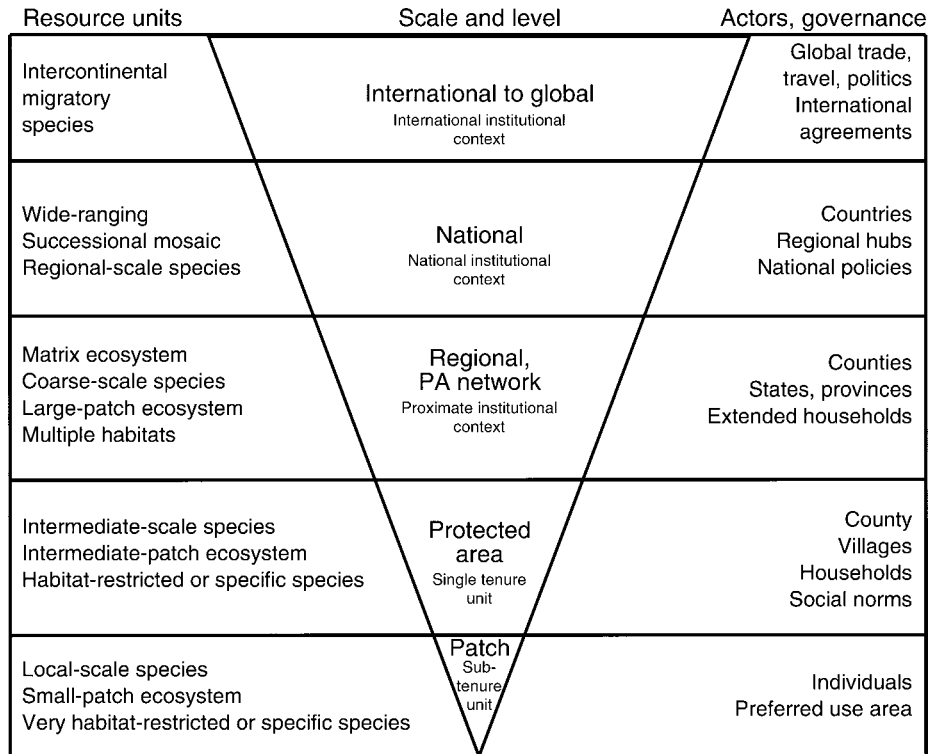 Resource units
Scale and level
Actors, governance
Intercontinental
migratory
species
International to global
International institutional
context
Global trade,
travel, politics
International
agreements
Wide-ranging
Successional mosaic
Regional-scale species
National
National institutional
context
Countries
Regional hubs
National policies
Matrix ecosystem
Coarse-scale species
Large-patch ecosystem
Multiple habitats
Regional,
PA network
Proximate institutional
context
Counties
States, provinces
Extended households
Intermediate-scale species
Intermediate-patch ecosystem
Habitat-restricted or specific species
Protected
area
Single tenure
unit
County
Villages
Households
Social norms
Local-scale species
Small-patch ecosystem
Very habitat-restricted or specific species
Patch
Sub-
tenure
unit
Individuals
Preferred use area